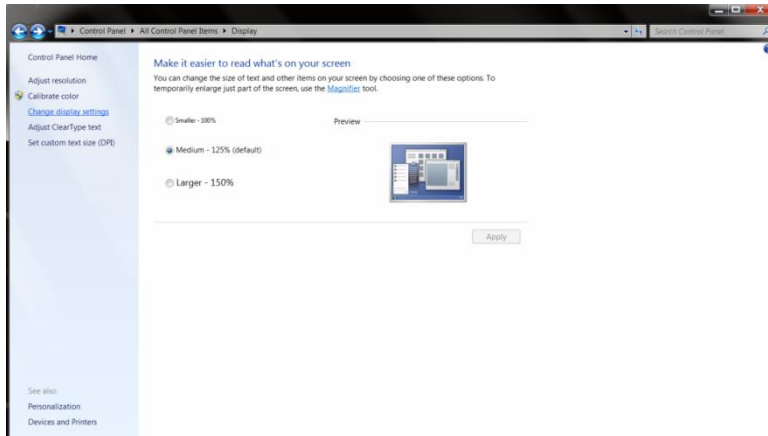 Control Panel ▸ All Control Panel Items ▸ Display
Search Control Panel
Control Panel Home
Adjust resolution
Calibrate color
Change display settings
Adjust ClearType text
Set custom text size (DPI)
Make it easier to read what's on your screen
You can change the size of text and other items on your screen by choosing one of these options. To
temporarily enlarge just part of the screen, use the Magnifier tool.
Smaller - 100%
Preview
Medium - 125% (default)
Larger - 150%
Apply
See also
Personalization
Devices and Printers